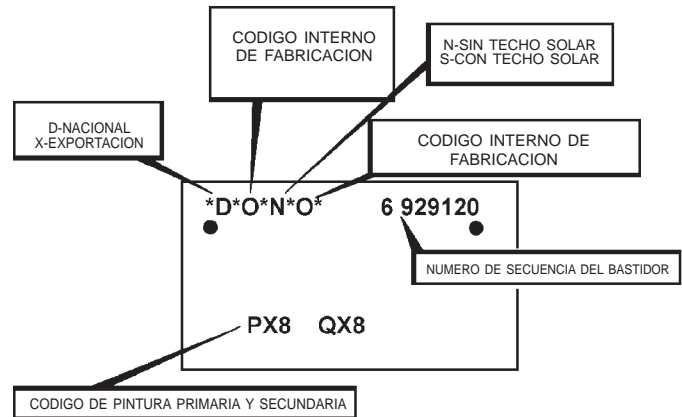 CODIGO INTERNO
DE FABRICACION
N-SIN TECHO SOLAR
S-CON TECHO SOLAR
D-NACIONAL
X-EXPORTACION
CODIGO INTERNO DE
FABRICACION
*D*O*N*O* 6 929120
NUMERO DE SECUENCIA DEL BASTIDOR
PX8 QX8
CODIGO DE PINTURA PRIMARIA Y SECUNDARIA